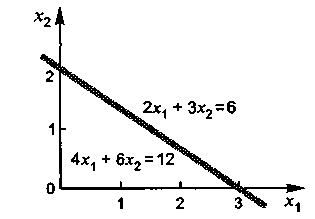 x₂
2
2x₁ + 3x₂=6
1
4x₁ + 6x₂=12
0
1 2 3 x₁